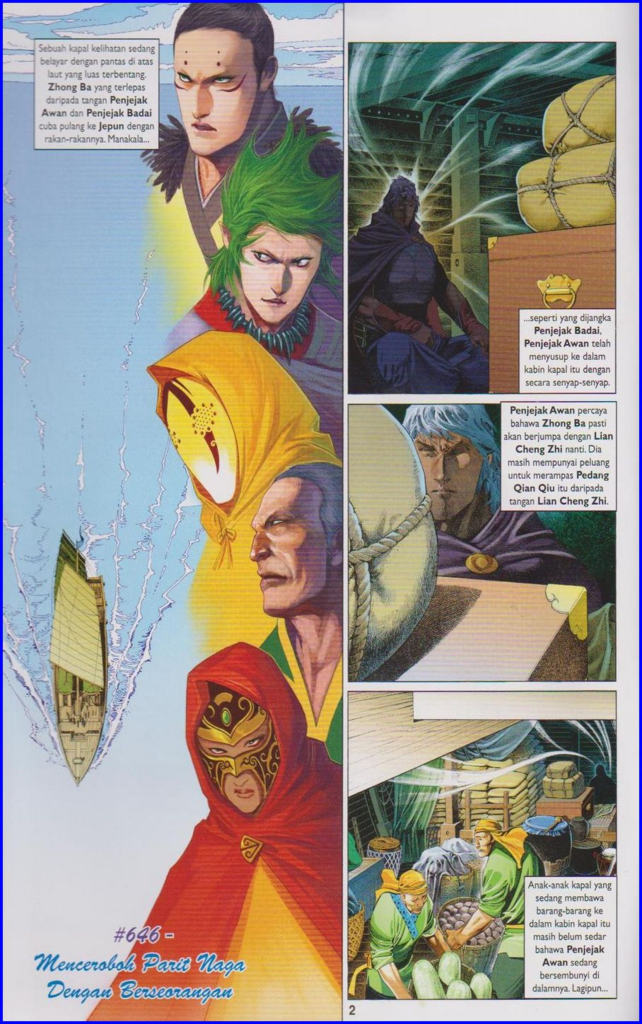 Sebuah kapal kelihatan sedang
belayar dengan pantas di atas
laut yang luas terbentang.
Zhong Ba yang terlepas
daripada tangan Penjejak
Awan dan Penjejak Badai
cuba pulang ke Jepun dengan
rakan-rakannya. Manakala...
...seperti yang dijangka
Penjejak Badai,
Penjejak Awan telah
menyusup ke dalam
kabin kapal itu dengan
secara senyap-senyap.
Penjejak Awan percaya
bahawa Zhong Ba pasti
akan berjumpa dengan Lian
Cheng Zhi nanti. Dia
masih mempunyai peluang
untuk merampas Pedang
Qian Qiu itu daripada
tangan Lian Cheng Zhi.
Anak-anak kapal yang
sedang membawa
barang-barang ke
dalam kabin kapal itu
masih belum sedar
bahawa Penjejak
Awan sedang
bersembunyi di
dalamnya. Lagipun...
#646 -
Menceroboh Parit Naga
Dengan Berseorangan
2